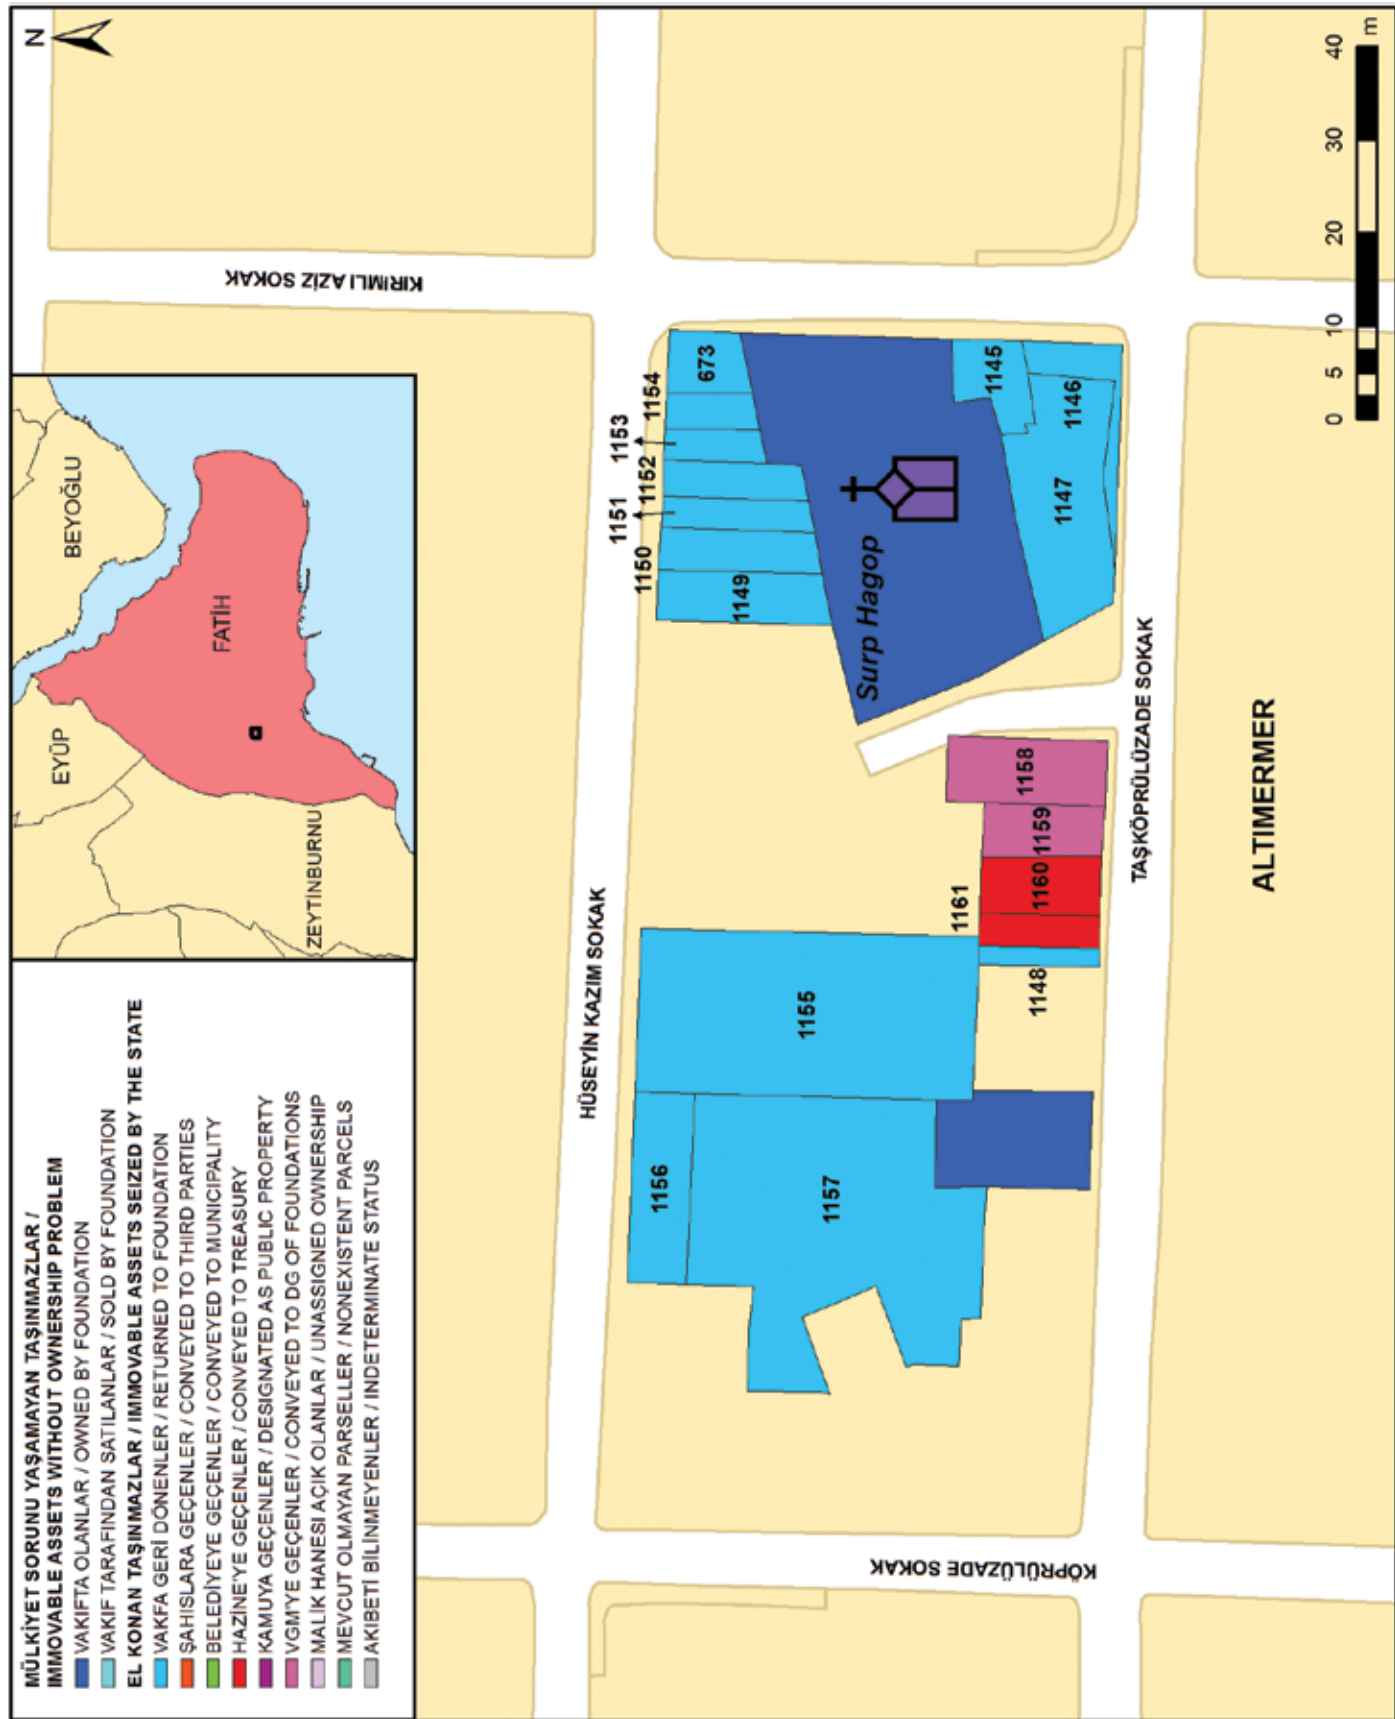 MÜLKİYET SORUNU YAŞAMAYAN TAŞINMAZLAR /
IMMOVABLE ASSETS WITHOUT OWNERSHIP PROBLEM
VAKIFTA OLANLAR / OWNED BY FOUNDATION
VAKIF TARAFINDAN SATILANLAR / SOLD BY FOUNDATION
EL KONAN TAŞINMAZLAR / IMMOVABLE ASSETS SEIZED BY THE STATE
VAKFA GERİ DÖNENLER / RETURNED TO FOUNDATION
ŞAHISLARA GEÇENLER / CONVEYED TO THIRD PARTIES
BELEDİYEYE GEÇENLER / CONVEYED TO MUNICIPALITY
HAZİNE'YE GEÇENLER / CONVEYED TO TREASURY
KAMUYA GEÇENLER / DESIGNATED AS PUBLIC PROPERTY
VGM'YE GEÇENLER / CONVEYED TO DG OF FOUNDATIONS
MALİK HANESİ AÇIK OLANLAR / UNASSIGNED OWNERSHIP
MEVCUT OLMAYAN PARSELLER / NONEXISTENT PARCELS
AKIBETİ BİLİNMEYENLER / INDETERMINATE STATUS
EYÜP
BEYOĞLU
FATİH
ZEYTİNBURNU
N
KIRIMLI AZİZ SOKAK
HÜSEYİN KAZIM SOKAK
1150
1151
1152
1153
1154
673
1149
1156
1155
1157
Surp Hagop
1145
1146
1147
1161
1148
1160
1159
1158
KÖPRÜLÜZADE SOKAK
TAŞKÖPRÜLÜZADE SOKAK
ALTIMERMER
0 5 10 20 30 40
m